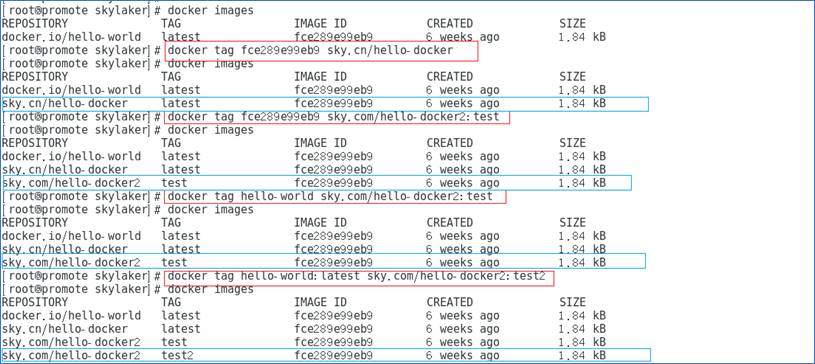 [root@promote skylaker] # docker images
REPOSITORY TAG IMAGE ID CREATED SIZE
docker.io/hello-world latest fce289e99eb9 6 weeks ago 1.84 kB
[root@promote skylaker] # docker tag fce289e99eb9 sky.cn/hello-docker
[root@promote skylaker] # docker images
REPOSITORY TAG IMAGE ID CREATED SIZE
docker.io/hello-world latest fce289e99eb9 6 weeks ago 1.84 kB
sky.cn/hello-docker latest fce289e99eb9 6 weeks ago 1.84 kB
[root@promote skylaker] # docker tag fce289e99eb9 sky.com/hello-docker2:test
[root@promote skylaker] # docker images
REPOSITORY TAG IMAGE ID CREATED SIZE
docker.io/hello-world latest fce289e99eb9 6 weeks ago 1.84 kB
sky.cn/hello-docker latest fce289e99eb9 6 weeks ago 1.84 kB
sky.com/hello-docker2 test fce289e99eb9 6 weeks ago 1.84 kB
[root@promote skylaker] # docker tag hello-world sky.com/hello-docker2:test
[root@promote skylaker] # docker images
REPOSITORY TAG IMAGE ID CREATED SIZE
docker.io/hello-world latest fce289e99eb9 6 weeks ago 1.84 kB
sky.cn/hello-docker latest fce289e99eb9 6 weeks ago 1.84 kB
sky.com/hello-docker2 test fce289e99eb9 6 weeks ago 1.84 kB
[root@promote skylaker] # docker tag hello-world:latest sky.com/hello-docker2:test2
[root@promote skylaker] # docker images
REPOSITORY TAG IMAGE ID CREATED SIZE
docker.io/hello-world latest fce289e99eb9 6 weeks ago 1.84 kB
sky.cn/hello-docker latest fce289e99eb9 6 weeks ago 1.84 kB
sky.com/hello-docker2 test fce289e99eb9 6 weeks ago 1.84 kB
sky.com/hello-docker2 test2 fce289e99eb9 6 weeks ago 1.84 kB